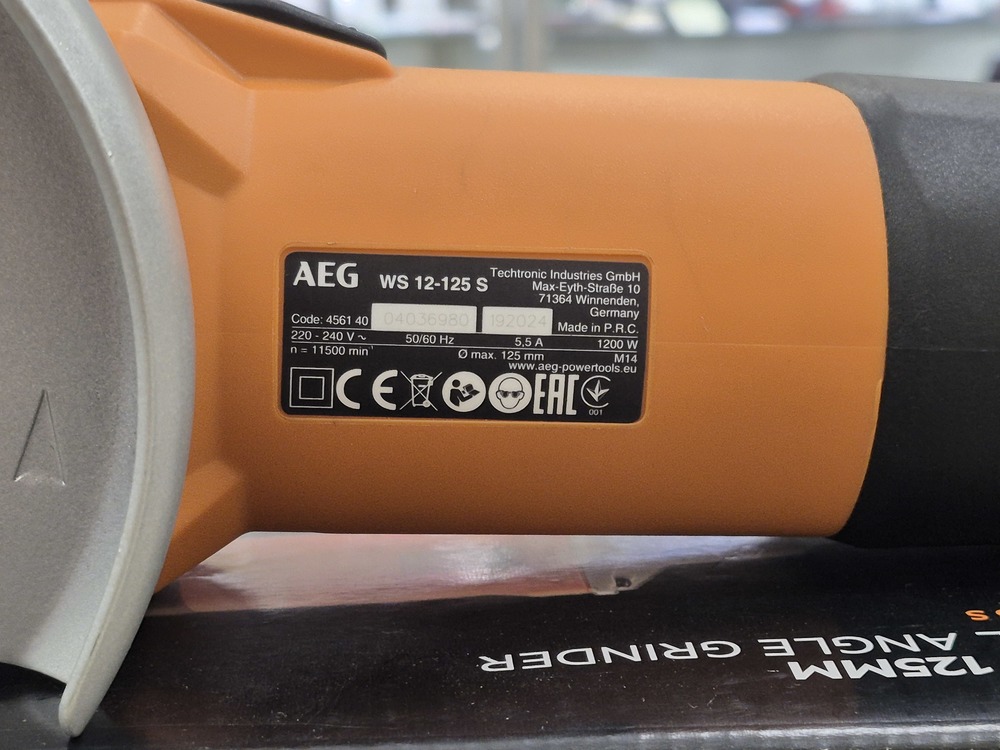 AEG WS 12-125 S
Techtronic Industries GmbH
Max-Eyth-Straße 10
71364 Winnenden,
Germany
Code: 4561 40 04036980 192024 Made in P.R.C.
220 - 240 V ~ 50/60 Hz 5,5 A 1200 W
n = 11500 min⁻¹ Ø max. 125 mm M14
www.aeg-powertools.eu
CE EAC
001
S
125MM
ANGLE GRINDER